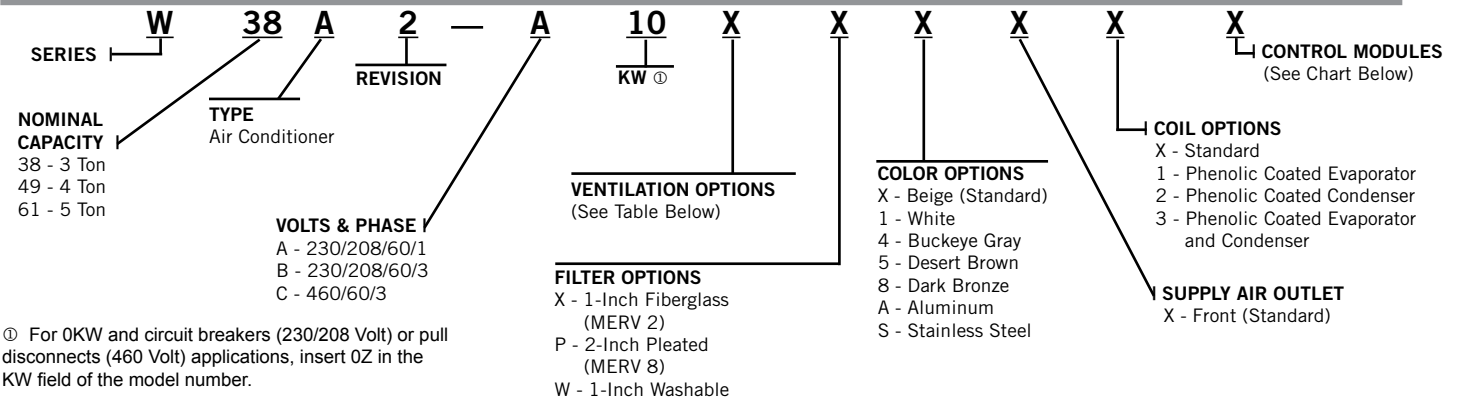 W 38 A 2 — A 10 X X X X X X
SERIES
REVISION
KW ①
CONTROL MODULES
(See Chart Below)
NOMINAL
CAPACITY
38 - 3 Ton
49 - 4 Ton
61 - 5 Ton
TYPE
Air Conditioner
VOLTS & PHASE
A - 230/208/60/1
B - 230/208/60/3
C - 460/60/3
VENTILATION OPTIONS
(See Table Below)
FILTER OPTIONS
X - 1-Inch Fiberglass
(MERV 2)
P - 2-Inch Pleated
(MERV 8)
W - 1-Inch Washable
COLOR OPTIONS
X - Beige (Standard)
1 - White
4 - Buckeye Gray
5 - Desert Brown
8 - Dark Bronze
A - Aluminum
S - Stainless Steel
COIL OPTIONS
X - Standard
1 - Phenolic Coated Evaporator
2 - Phenolic Coated Condenser
3 - Phenolic Coated Evaporator
and Condenser
SUPPLY AIR OUTLET
X - Front (Standard)
① For 0KW and circuit breakers (230/208 Volt) or pull
disconnects (460 Volt) applications, insert 0Z in the
KW field of the model number.